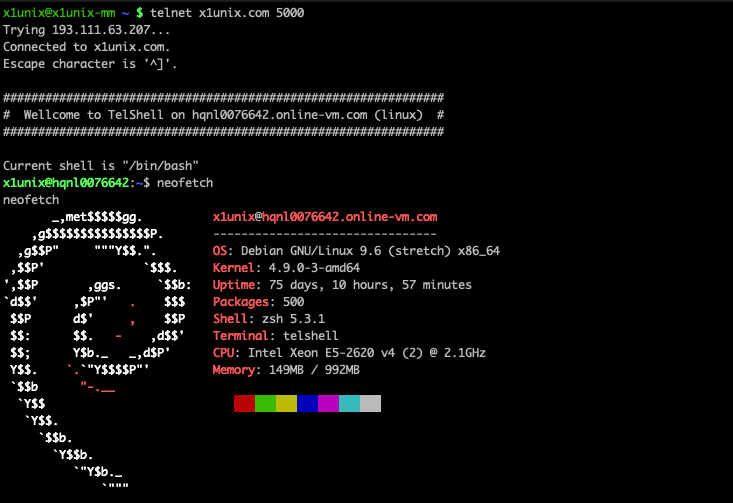 x1unix@x1unix-mm ~ $ telnet x1unix.com 5000
Trying 193.111.63.207...
Connected to x1unix.com.
Escape character is '^]'.
###############################################################
#  Wellcome to TelShell on hqnl0076642.online-vm.com (linux)  #
###############################################################
Current shell is "/bin/bash"
x1unix@hqnl0076642:~$ neofetch
neofetch
       _,met$$$$$gg.          x1unix@hqnl0076642.online-vm.com
    ,g$$$$$$$$$$$$$$$P.       --------------------------------
  ,g$$P"     """Y$$.".        OS: Debian GNU/Linux 9.6 (stretch) x86_64
 ,$$P'              `$$$.     Kernel: 4.9.0-3-amd64
',$$P       ,ggs.     `$$b:   Uptime: 75 days, 10 hours, 57 minutes
`d$$'     ,$P"'   .    $$$    Packages: 500
 $$P      d$'     ,    $$P    Shell: zsh 5.3.1
 $$:      $$.   -    ,d$$'    Terminal: telshell
 $$;      Y$b._   _,d$P'      CPU: Intel Xeon E5-2620 v4 (2) @ 2.1GHz
 Y$$.    `.`"Y$$$$P"'         Memory: 149MB / 992MB
 `$$b      "-.__
  `Y$$
   `Y$$.
     `$$b.
       `Y$$b.
          `"Y$b._
              `"""